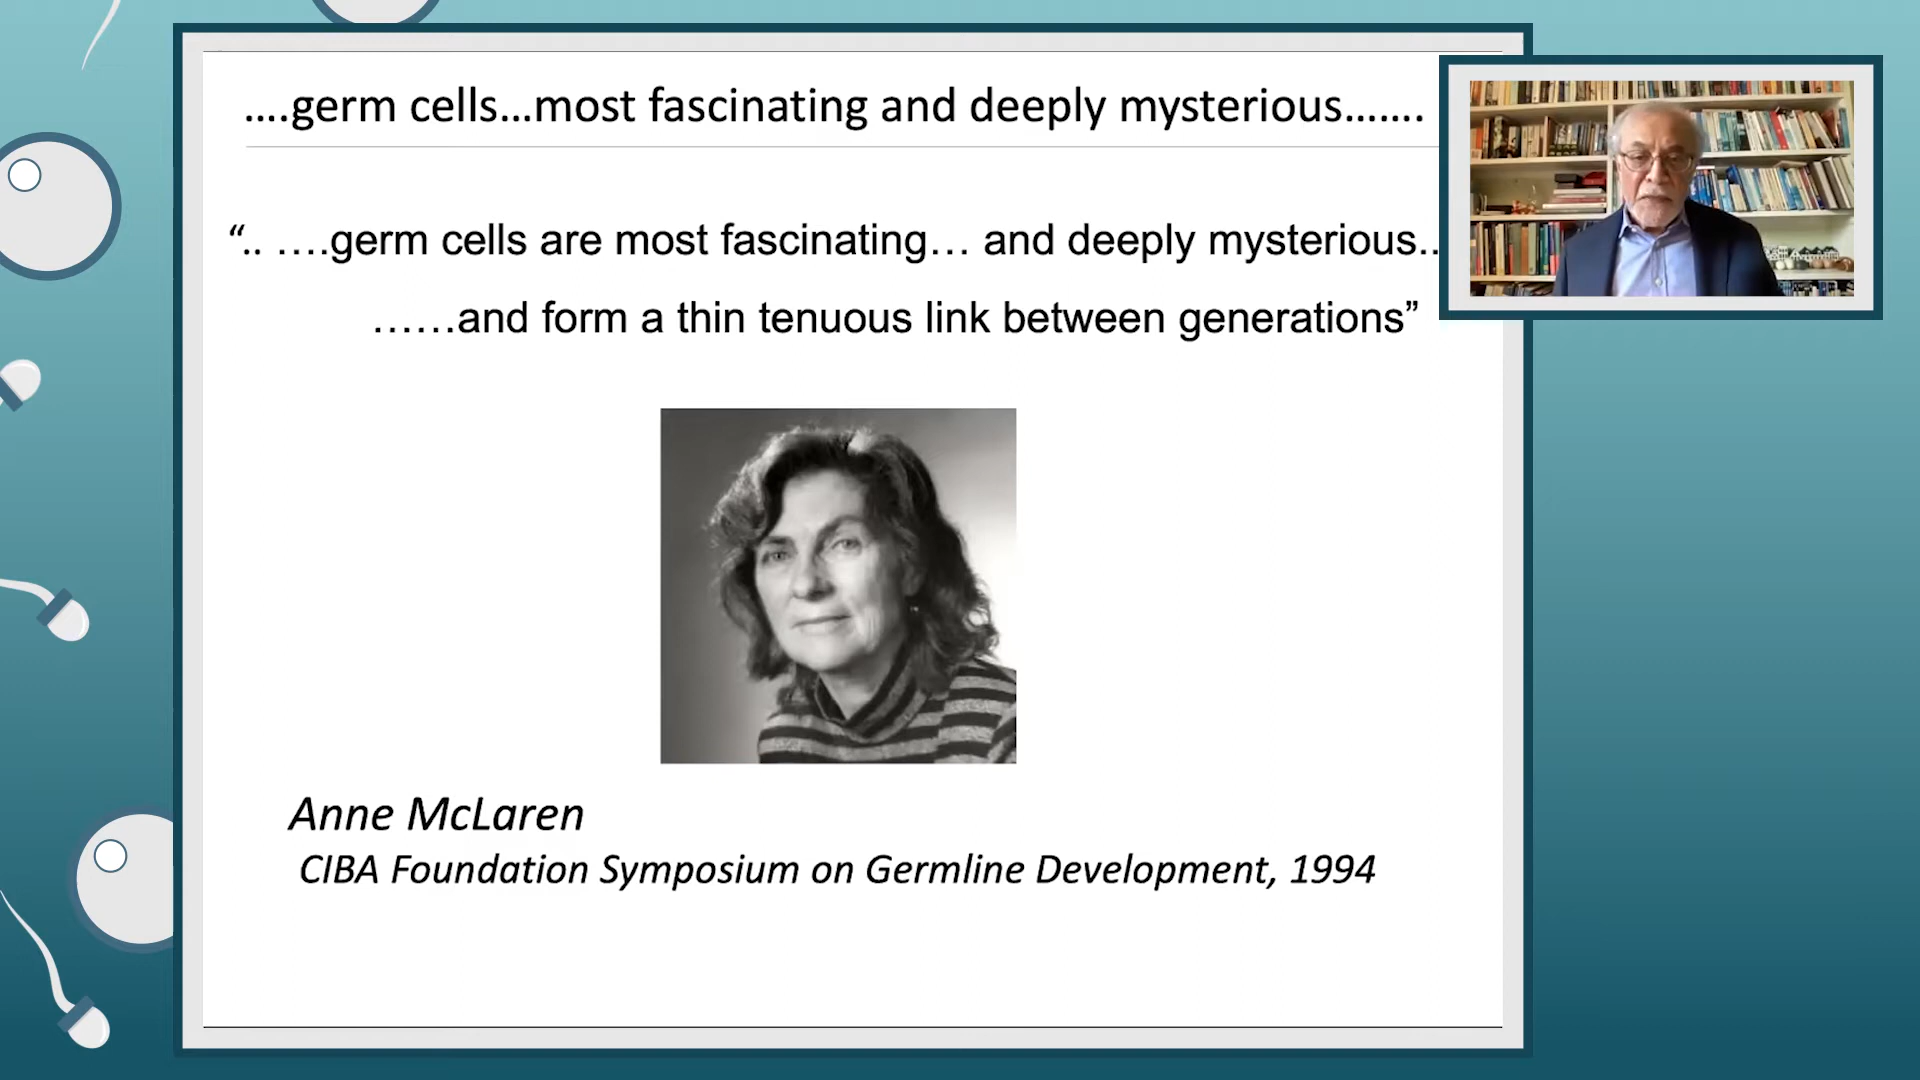 ....germ cells...most fascinating and deeply mysterious.......
“.. ….germ cells are most fascinating… and deeply mysterious..
……and form a thin tenuous link between generations”
Anne McLaren
CIBA Foundation Symposium on Germline Development, 1994